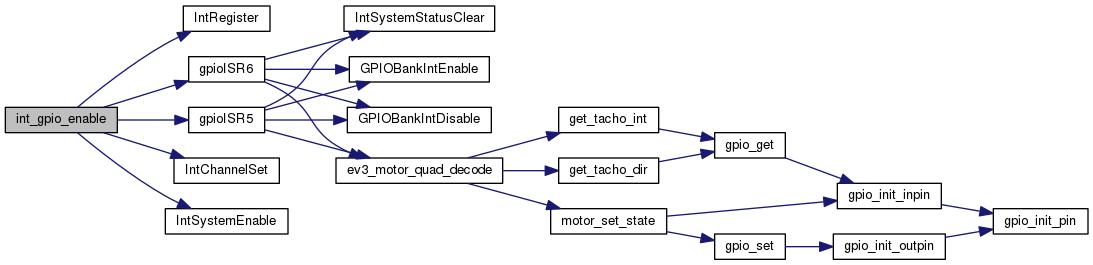 int_gpio_enable
IntRegister
gpioISR6
gpioISR5
IntChannelSet
IntSystemEnable
IntSystemStatusClear
GPIOBankIntEnable
GPIOBankIntDisable
ev3_motor_quad_decode
get_tacho_int
get_tacho_dir
motor_set_state
gpio_get
gpio_set
gpio_init_inpin
gpio_init_outpin
gpio_init_pin